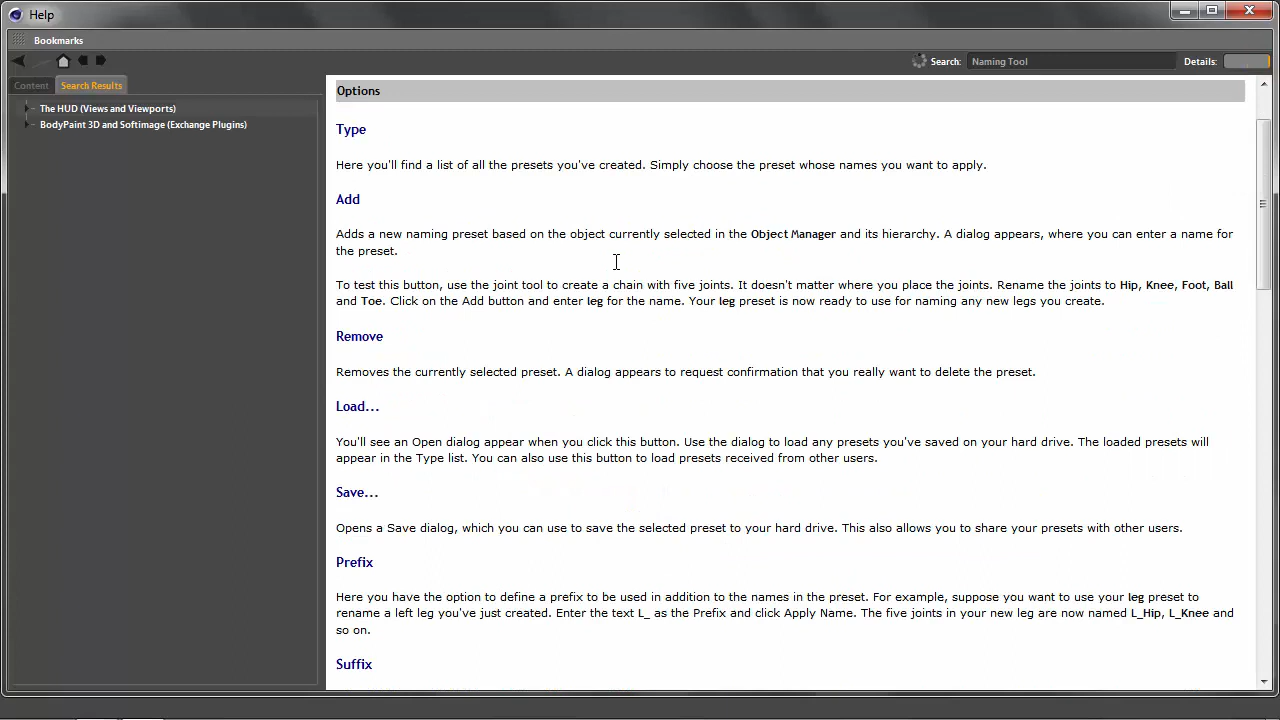 Help
Bookmarks
Search:
Naming Tool
Details:
Content
Search Results
The HUD (Views and Viewports)
BodyPaint 3D and Softimage (Exchange Plugins)
Options
Type
Here you'll find a list of all the presets you've created. Simply choose the preset whose names you want to apply.
Add
Adds a new naming preset based on the object currently selected in the Object Manager and its hierarchy. A dialog appears, where you can enter a name for
the preset.
To test this button, use the joint tool to create a chain with five joints. It doesn't matter where you place the joints. Rename the joints to Hip, Knee, Foot, Ball
and Toe. Click on the Add button and enter leg for the name. Your leg preset is now ready to use for naming any new legs you create.
Remove
Removes the currently selected preset. A dialog appears to request confirmation that you really want to delete the preset.
Load...
You'll see an Open dialog appear when you click this button. Use the dialog to load any presets you've saved on your hard drive. The loaded presets will
appear in the Type list. You can also use this button to load presets received from other users.
Save...
Opens a Save dialog, which you can use to save the selected preset to your hard drive. This also allows you to share your presets with other users.
Prefix
Here you have the option to define a prefix to be used in addition to the names in the preset. For example, suppose you want to use your leg preset to
rename a left leg you've just created. Enter the text L_ as the Prefix and click Apply Name. The five joints in your new leg are now named L_Hip, L_Knee and
so on.
Suffix